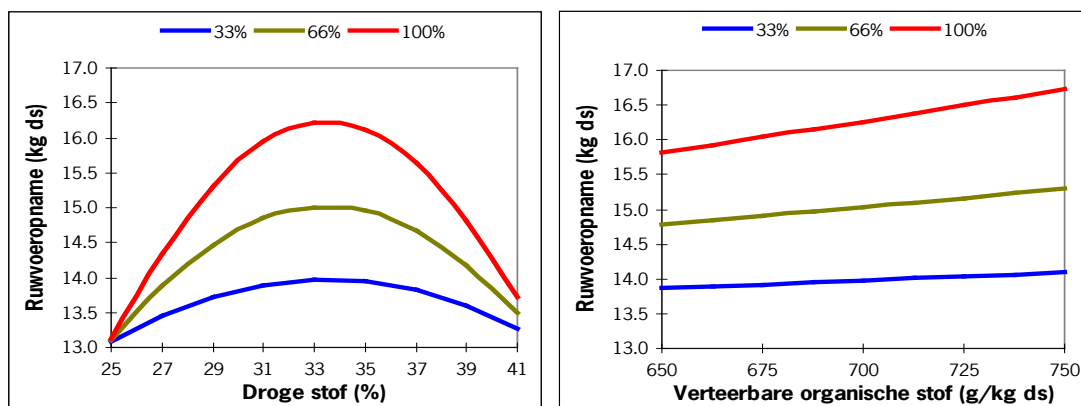 33% 66% 100%
Ruwvoeropname (kg ds)
17.0
16.5
16.0
15.5
15.0
14.5
14.0
13.5
13.0
25 27 29 31 33 35 37 39 41
Droge stof (%)
33% 66% 100%
Ruwvoeropname (kg ds)
17.0
16.5
16.0
15.5
15.0
14.5
14.0
13.5
13.0
650 675 700 725 750
Verteerbare organische stof (g/kg ds)